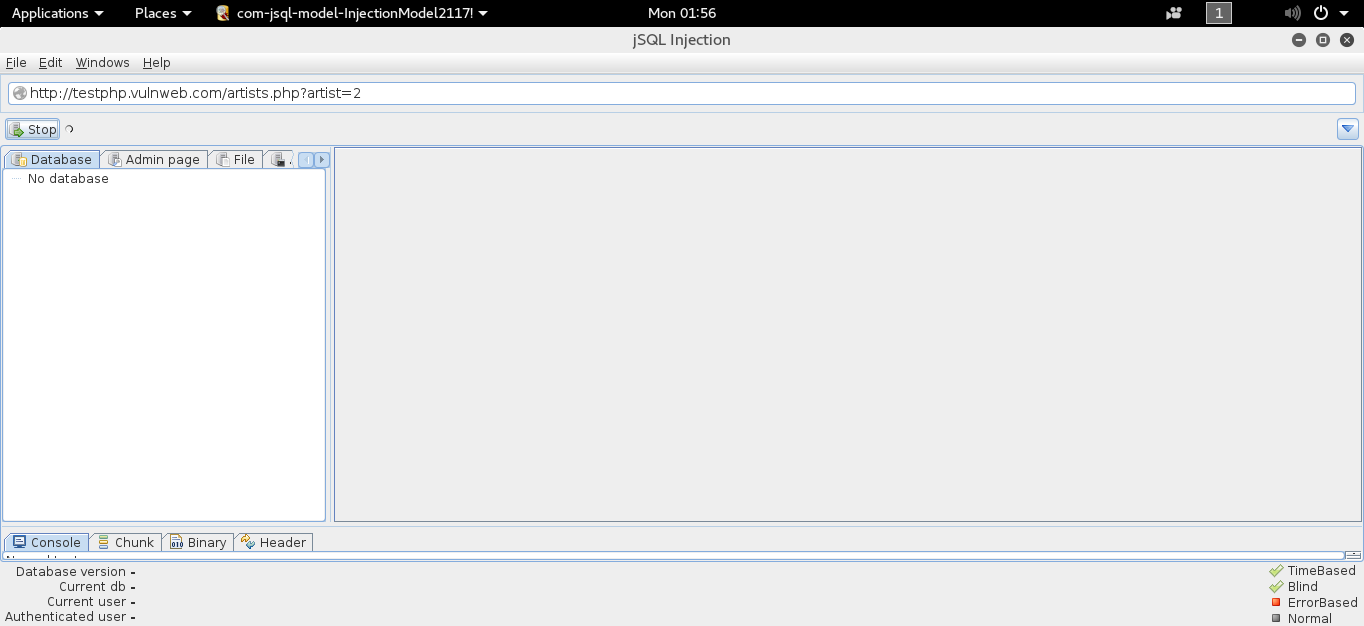 Applications Places com-jsql-model-InjectionModel2117! Mon 01:56 1
jSQL Injection
File Edit Windows Help
http://testphp.vulnweb.com/artists.php?artist=2
Stop
Database Admin page File
No database
Console Chunk Binary Header
Database version -
Current db -
Current user -
Authenticated user -
TimeBased
Blind
ErrorBased
Normal